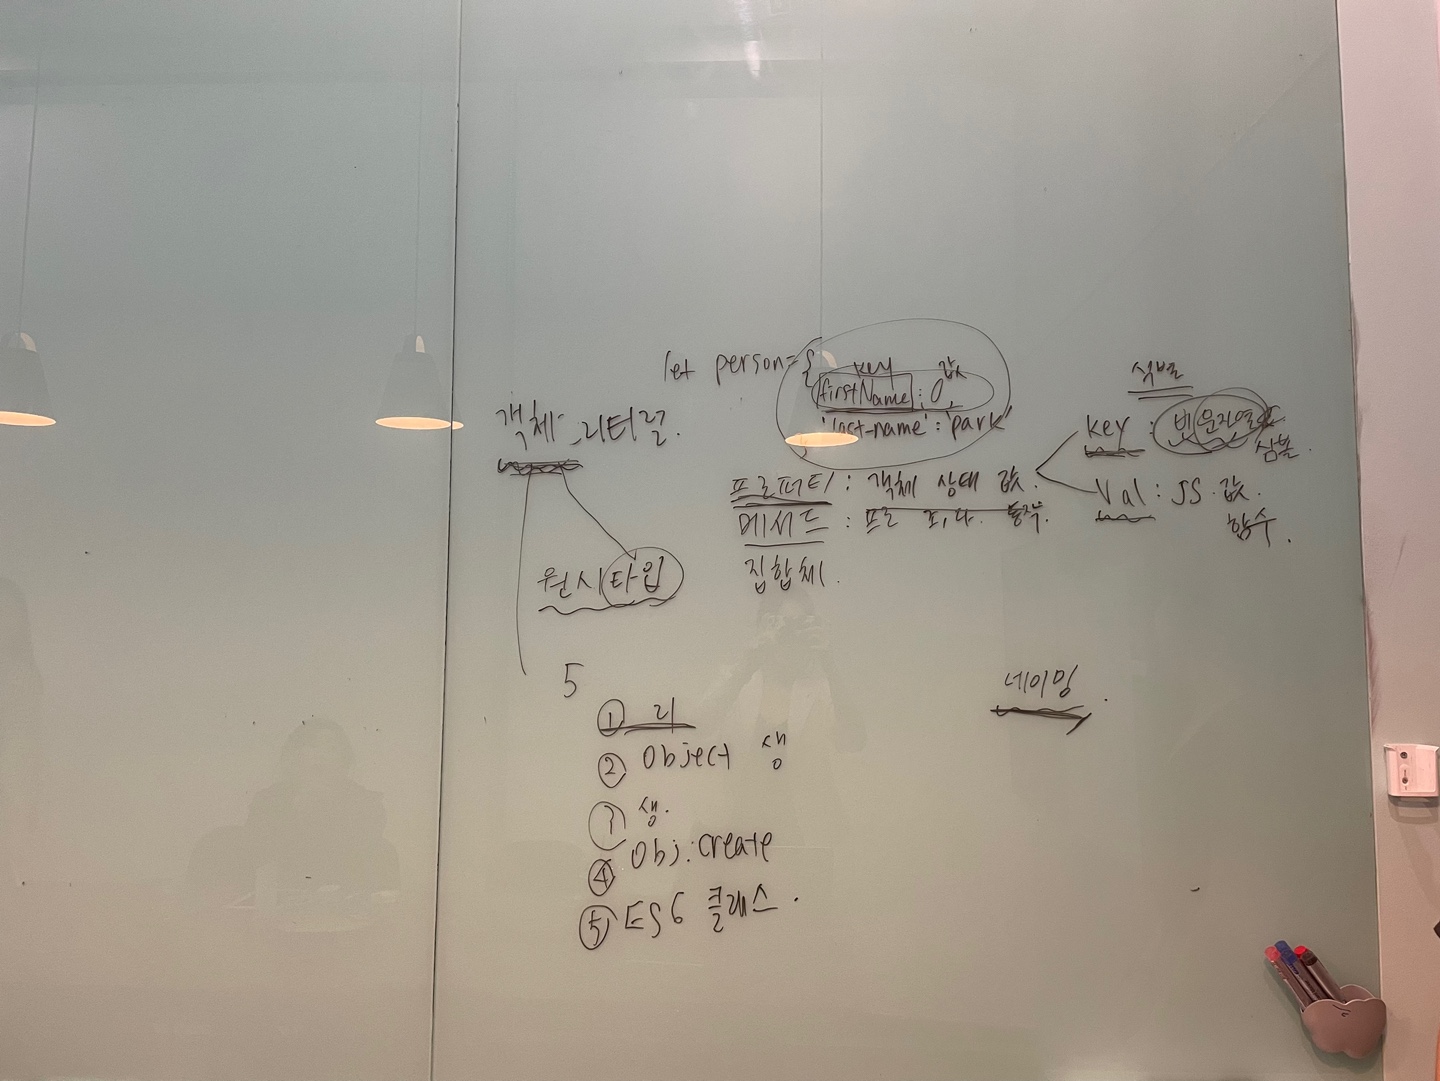 let person = {
key 값
firstName : 0,
'last-name' : 'park'
객체 리터럴.
프로퍼티 : 객체 상태 값.
메서드 : 프로 동작.
집합체.
식별
key : 빈문자열
심볼.
Val : JS. 값.
함수.
원시타입
5
① 리
② Object 생
③ 생.
④ Obj.create
⑤ ES6 클래스.
네이밍.